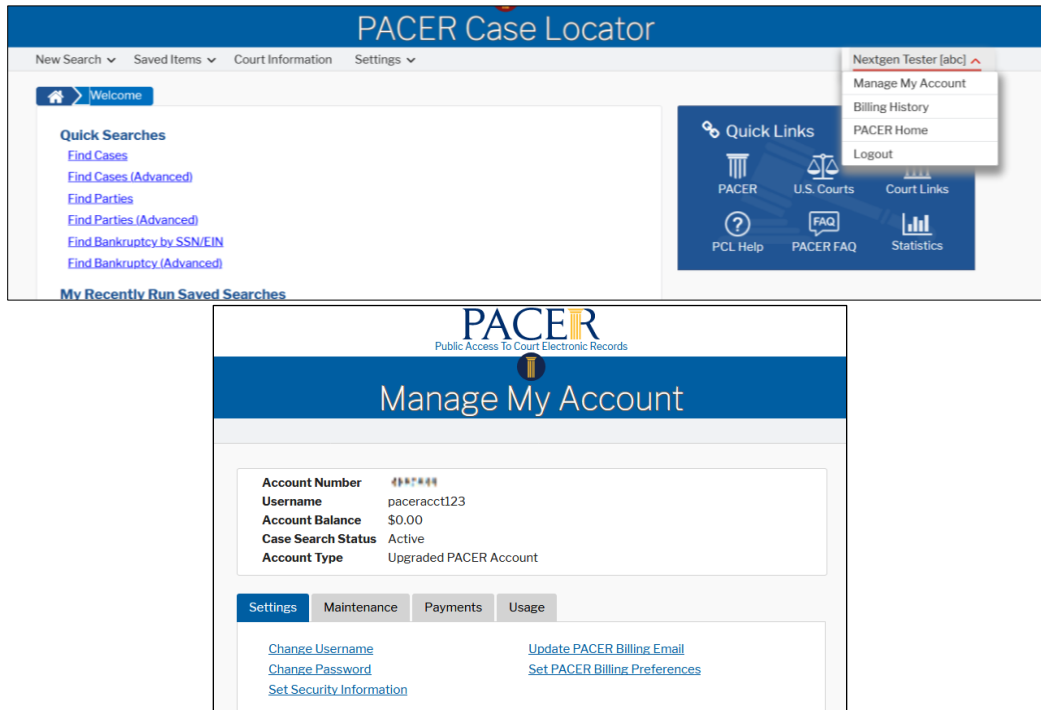 PACER Case Locator
New Search Saved Items Court Information Settings Nextgen Tester [abc]
Manage My Account
Billing History
PACER Home
Logout
Welcome
Quick Searches
Find Cases
Find Cases (Advanced)
Find Parties
Find Parties (Advanced)
Find Bankruptcy by SSN/EIN
Find Bankruptcy (Advanced)
My Recently Run Saved Searches
Quick Links
PACER U.S. Courts Court Links
FAQ
PCL Help PACER FAQ Statistics
PACER
Public Access To Court Electronic Records
Manage My Account
Account Number
Username paceracct123
Account Balance $0.00
Case Search Status Active
Account Type Upgraded PACER Account
Settings Maintenance Payments Usage
Change Username Update PACER Billing Email
Change Password Set PACER Billing Preferences
Set Security Information